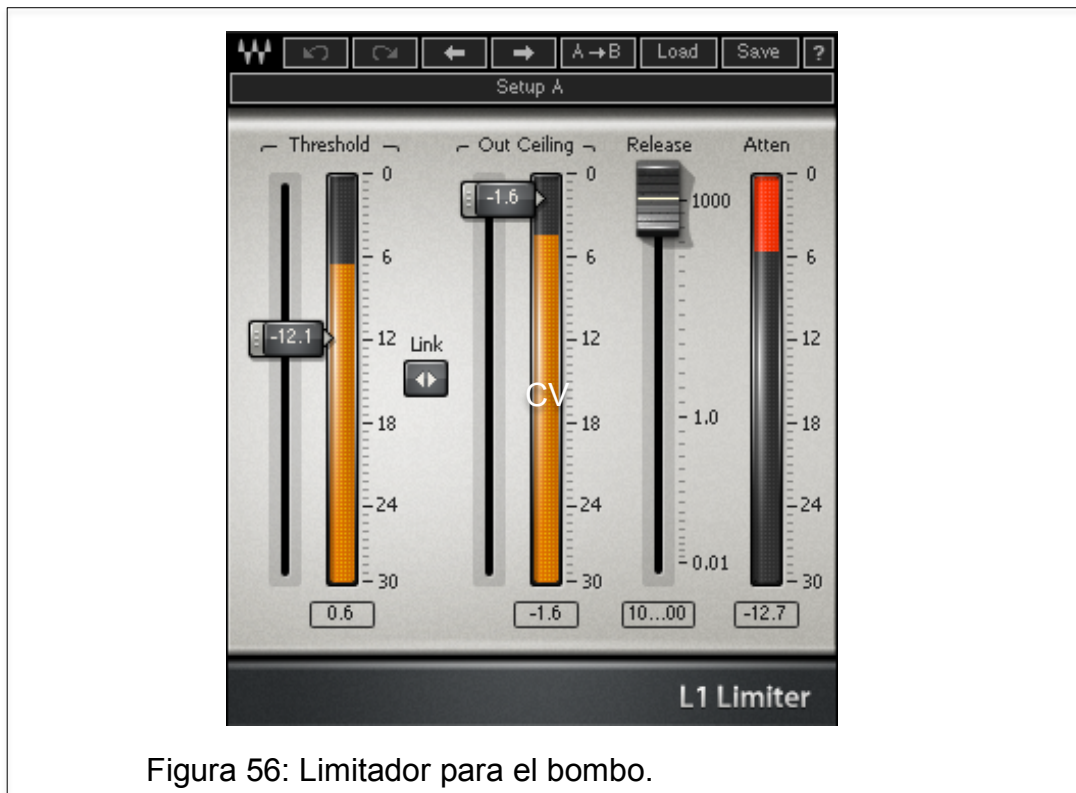 A→B Load Save ?
Setup A
Threshold Out Ceiling Release Atten
0 0 0
-1.6 1000
6 6 6
-12.1 12 12 12
Link
CV
18 18 1.0 18
24 24 24
0.01
30 30 30
0.6 -1.6 10...00 -12.7
L1 Limiter
Figura 56: Limitador para el bombo.